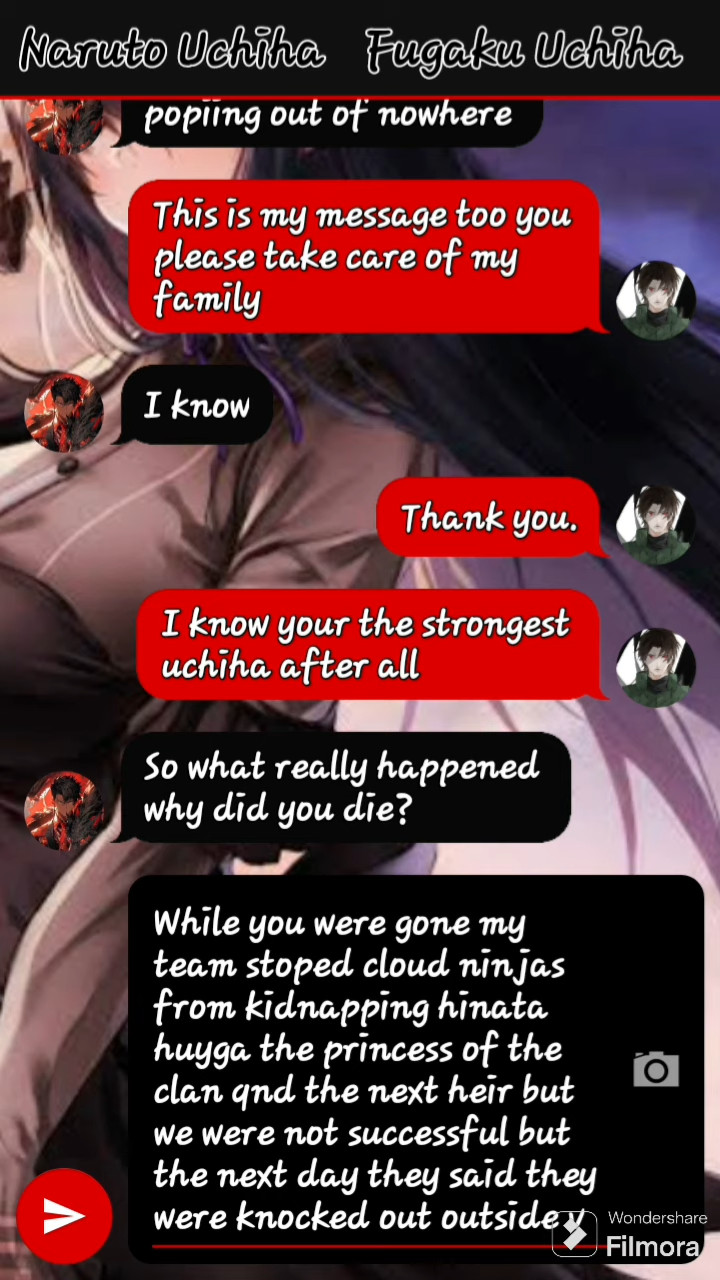 Naruto Uchiha Fugaku Uchiha
popiing out of nowhere
This is my message too you
please take care of my
family
I know
Thank you.
I know your the strongest
uchiha after all
So what really happened
why did you die?
While you were gone my
team stoped cloud ninjas
from kidnapping hinata
huyga the princess of the
clan qnd the next heir but
we were not successful but
the next day they said they
were knocked out outside
Wondershare
Filmora